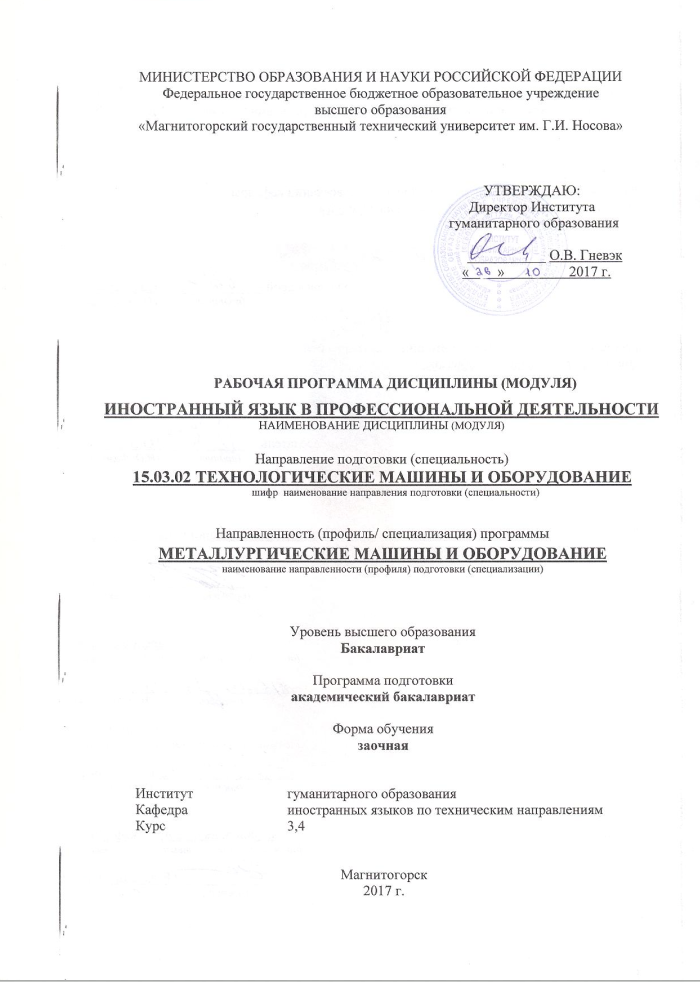 МИНИСТЕРСТВО ОБРАЗОВАНИЯ И НАУКИ РОССИЙСКОЙ ФЕДЕРАЦИИ
Федеральное государственное бюджетное образовательное учреждение
высшего образования
«Магнитогорский государственный технический университет им. Г.И. Носова»
УТВЕРЖДАЮ:
Директор Института
гуманитарного образования
О.В. Гневэк
« 26 » 10 2017 г.
РАБОЧАЯ ПРОГРАММА ДИСЦИПЛИНЫ (МОДУЛЯ)
ИНОСТРАННЫЙ ЯЗЫК В ПРОФЕССИОНАЛЬНОЙ ДЕЯТЕЛЬНОСТИ
НАИМЕНОВАНИЕ ДИСЦИПЛИНЫ (МОДУЛЯ)
Направление подготовки (специальность)
15.03.02 ТЕХНОЛОГИЧЕСКИЕ МАШИНЫ И ОБОРУДОВАНИЕ
шифр наименование направления подготовки (специальности)
Направленность (профиль/ специализация) программы
МЕТАЛЛУРГИЧЕСКИЕ МАШИНЫ И ОБОРУДОВАНИЕ
наименование направленности (профиля) подготовки (специализации)
Уровень высшего образования
Бакалавриат
Программа подготовки
академический бакалавриат
Форма обучения
заочная
Институт гуманитарного образования
Кафедра иностранных языков по техническим направлениям
Курс 3,4
Магнитогорск
2017 г.